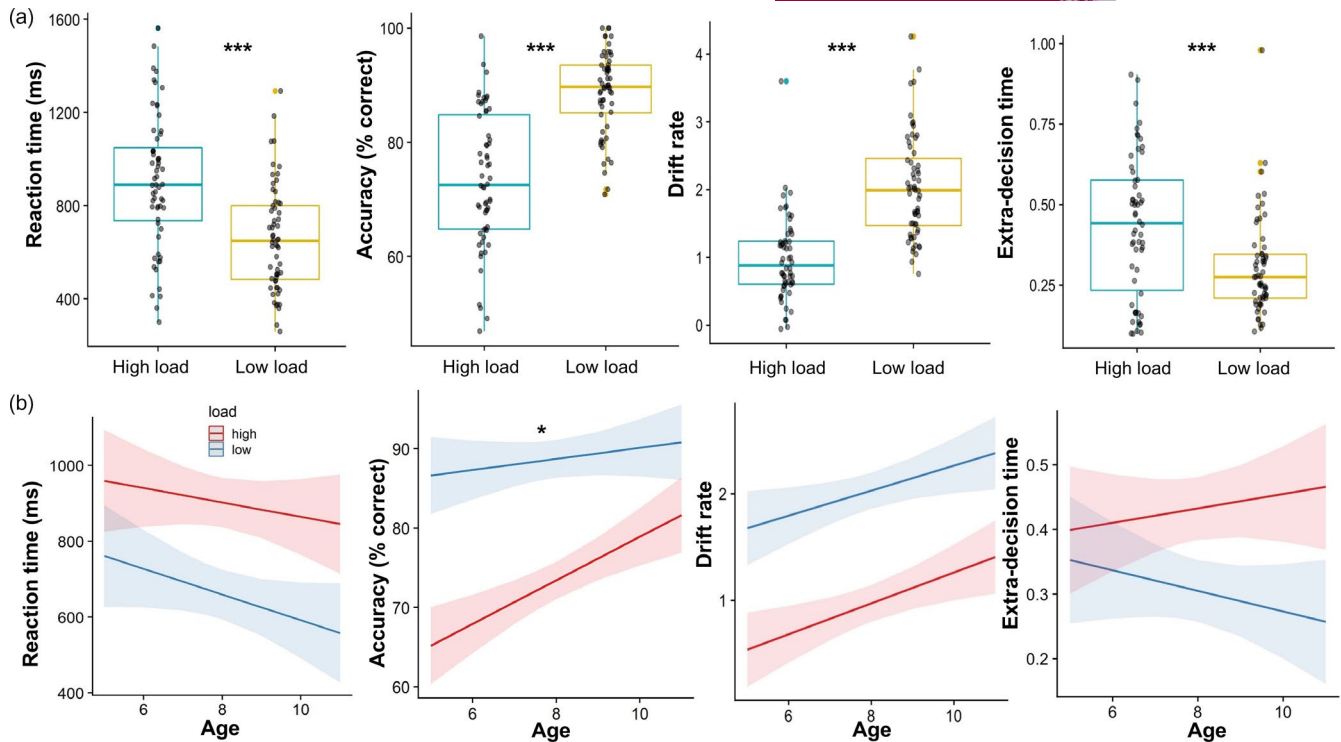 (a)
Reaction time (ms)
1600
1200
800
400
***
High load
Low load
Accuracy (% correct)
100
80
60
***
High load
Low load
Drift rate
4
3
2
1
0
***
High load
Low load
Extra-decision time
1.00
0.75
0.50
0.25
***
High load
Low load
(b)
Reaction time (ms)
1000
800
600
400
load
high
low
6
8
10
Age
Accuracy (% correct)
90
80
70
60
*
6
8
10
Age
Drift rate
2
1
6
8
10
Age
Extra-decision time
0.5
0.4
0.3
0.2
6
8
10
Age